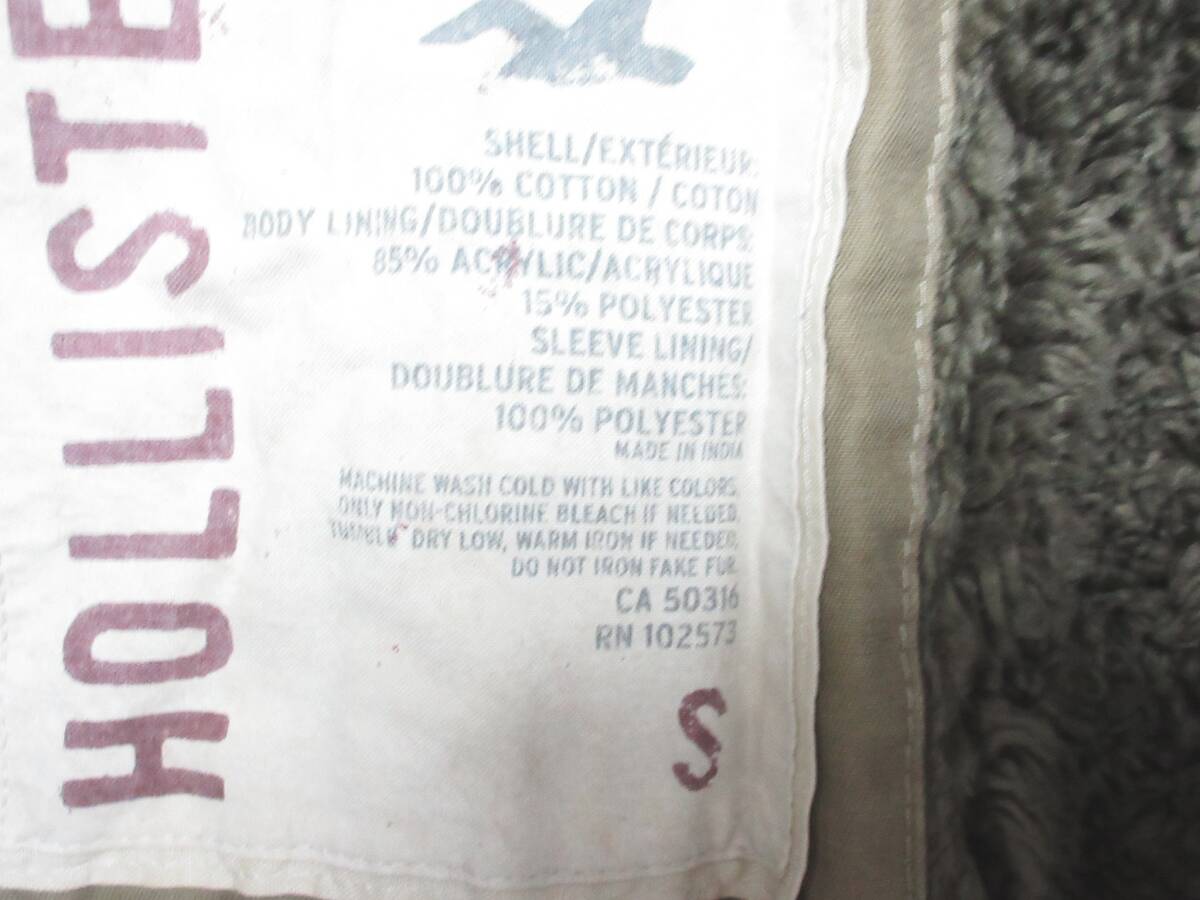 HOLLISTE
SHELL/EXTÉRIEUR:
100% COTTON / COTON
BODY LINING/DOUBLURE DE CORPS:
85% ACRYLIC/ACRYLIQUE
15% POLYESTER
SLEEVE LINING/
DOUBLURE DE MANCHES:
100% POLYESTER
MADE IN INDIA
MACHINE WASH COLD WITH LIKE COLORS.
ONLY NON-CHLORINE BLEACH IF NEEDED.
TUMBLE DRY LOW, WARM IRON IF NEEDED.
DO NOT IRON FAKE FUR.
CA 50316
RN 102573
S